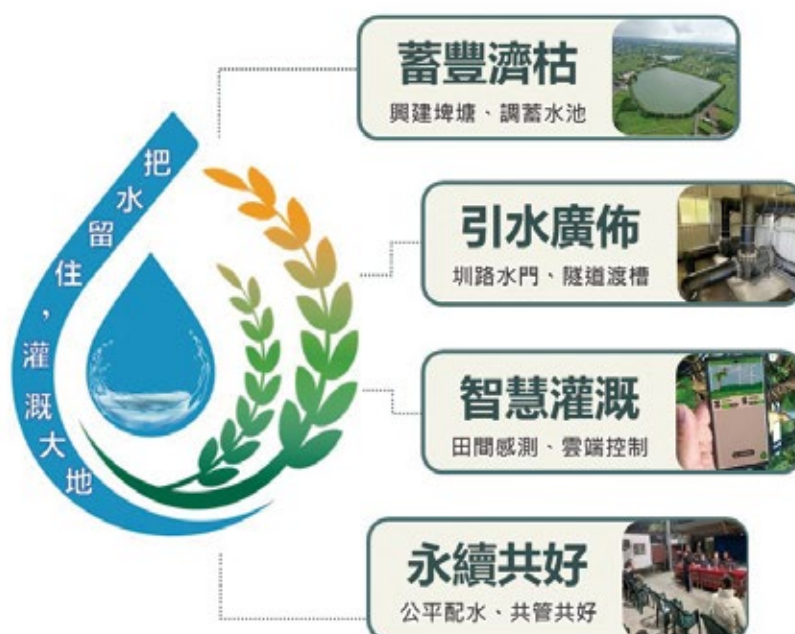 把水留住，灌溉大地
蓄豐濟枯
興建埤塘、調蓄水池
引水廣佈
圳路水門、隧道渡槽
智慧灌溉
田間感測、雲端控制
永續共好
公平配水、共管共好